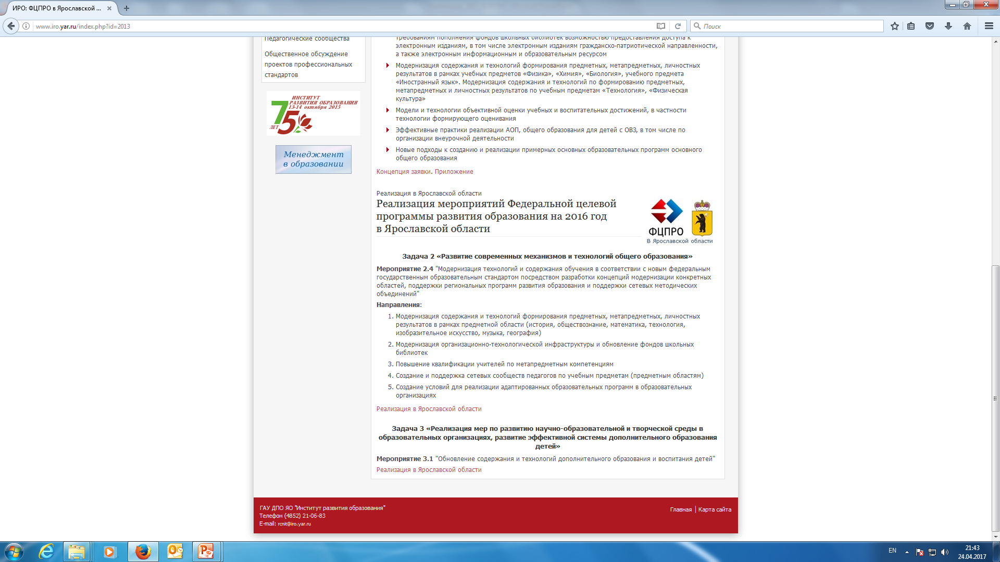 ИРО: ФЦПРО в Ярославской ...
www.iro.yar.ru/index.php?id=2013
Поиск
Педагогические сообщества
Общественное обсуждение
проектов профессиональных
стандартов
ИНСТИТУТ
РАЗВИТИЯ ОБРАЗОВАНИЯ
13-14 октября 2015
75
ЛЕТ
Менеджмент
в образовании
требованиям пополнения фондов школьных библиотек возможностью предоставления доступа к
электронным изданиям, в том числе электронным изданиям гражданско-патриотической направленности,
а также электронным информационным и образовательным ресурсом
Модернизация содержания и технологий формирования предметных, метапредметных, личностных
результатов в рамках учебных предметов «Физика», «Химия», «Биология», учебного предмета
«Иностранный язык». Модернизация содержания и технологий по формированию предметных,
метапредметных и личностных результатов по учебным предметам «Технология», «Физическая
культура»
Модели и технологии объективной оценки учебных и воспитательных достижений, в частности
технологии формирующего оценивания
Эффективные практики реализации АОП, общего образования для детей с ОВЗ, в том числе по
организации внеурочной деятельности
Новые подходы к созданию и реализации примерных основных образовательных программ основного
общего образования
Концепция заявки. Приложение
Реализация в Ярославской области
Реализация мероприятий Федеральной целевой
программы развития образования на 2016 год
в Ярославской области
ФЦПРО
В Ярославской области
Задача 2 «Развитие современных механизмов и технологий общего образования»
Мероприятие 2.4 "Модернизация технологий и содержания обучения в соответствии с новым федеральным
государственным образовательным стандартом посредством разработки концепций модернизации конкретных
областей, поддержки региональных программ развития образования и поддержки сетевых методических
объединений"
Направления:
1. Модернизация содержания и технологий формирования предметных, метапредметных, личностных
результатов в рамках предметной области (история, обществознание, математика, технология,
изобразительное искусство, музыка, география)
2. Модернизация организационно-технологической инфраструктуры и обновление фондов школьных
библиотек
3. Повышение квалификации учителей по метапредметным компетенциям
4. Создание и поддержка сетевых сообществ педагогов по учебным предметам (предметным областям)
5. Создание условий для реализации адаптированных образовательных программ в образовательных
организациях
Реализация в Ярославской области
Задача 3 «Реализация мер по развитию научно-образовательной и творческой среды в
образовательных организациях, развитие эффективной системы дополнительного образования
детей»
Мероприятие 3.1 "Обновление содержания и технологий дополнительного образования и воспитания детей"
Реализация в Ярославской области
ГАУ ДПО ЯО "Институт развития образования"
Телефон (4852) 21-06-83
E-mail: rcnit@iro.yar.ru
Главная | Карта сайта
EN
21:43
24.04.2017